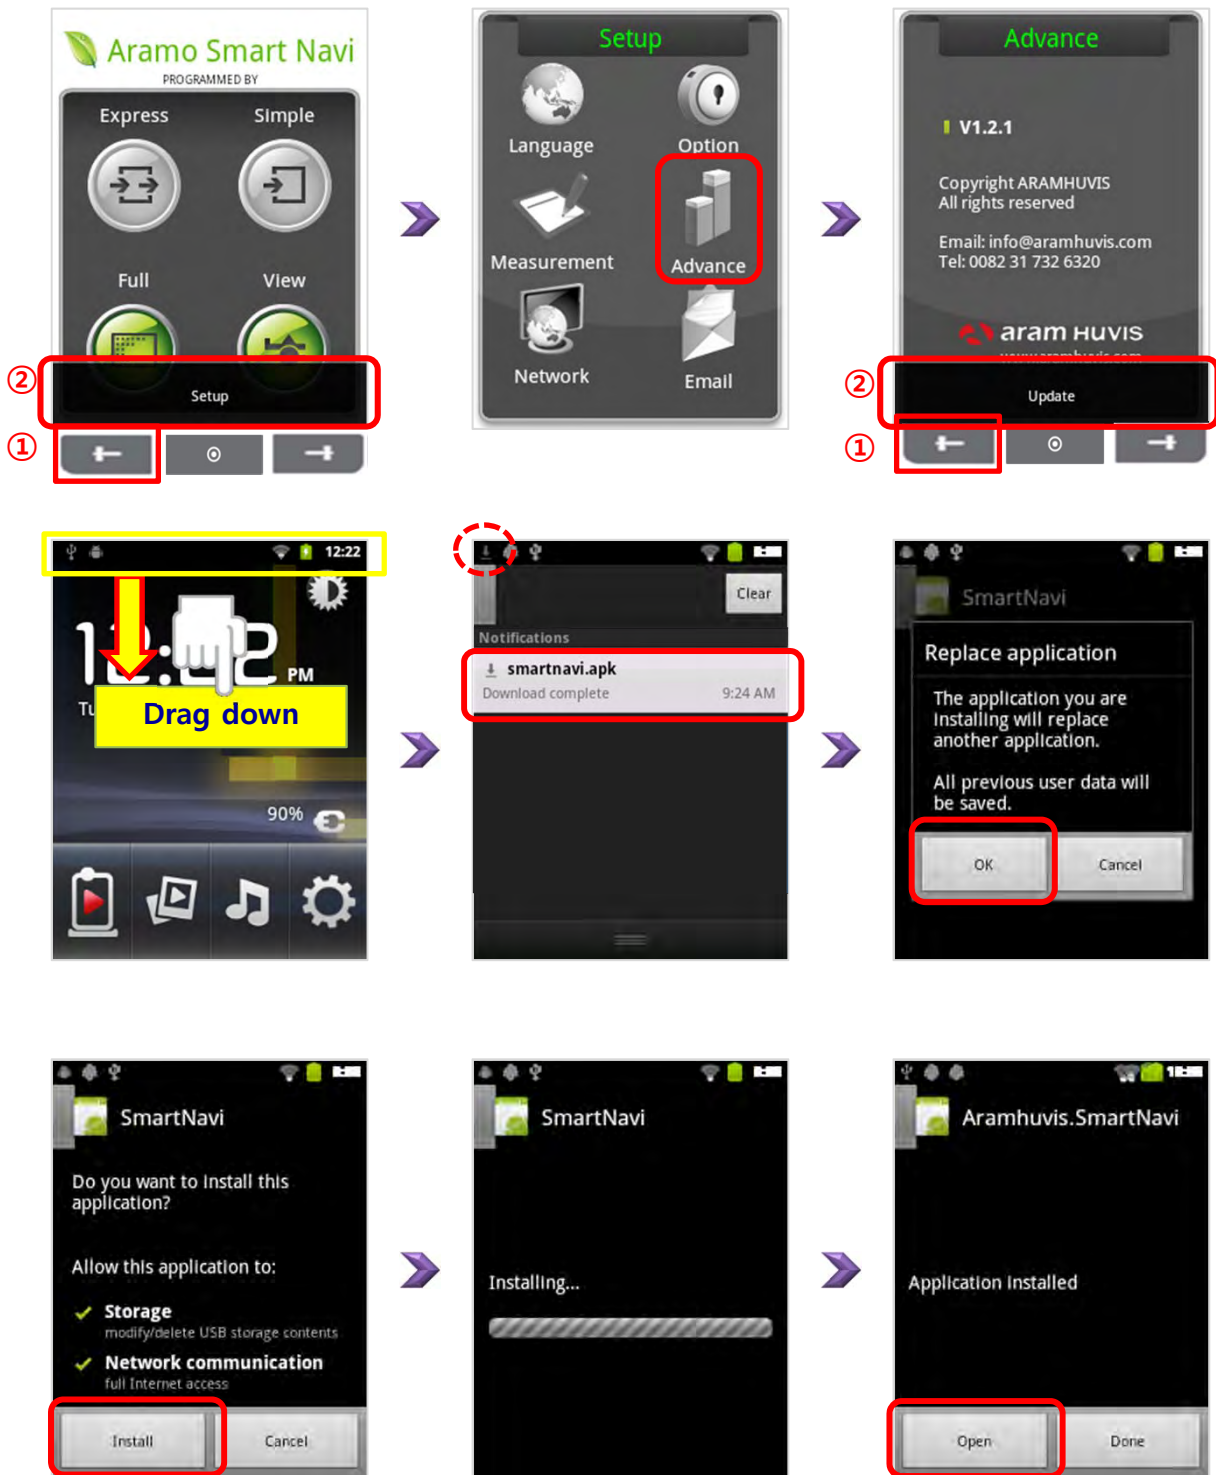 Aramo Smart Navi
PROGRAMMED BY
Express
Simple
Full
View
②
Setup
①
Setup
Language
Option
Measurement
Advance
Network
Email
Advance
V1.2.1
Copyright ARAMHUVIS
All rights reserved
Email: info@aramhuvis.com
Tel: 0082 31 732 6320
aram HUVIS
②
Update
①
12:22
PM
Drag down
90%
Clear
Notifications
smartnavi.apk
Download complete
9:24 AM
SmartNavi
Replace application
The application you are
installing will replace
another application.
All previous user data will
be saved.
OK
Cancel
SmartNavi
Do you want to install this
application?
Allow this application to:
Storage
modify/delete USB storage contents
Network communication
full Internet access
Install
Cancel
SmartNavi
Installing...
Aramhuvis.SmartNavi
Application installed
Open
Done